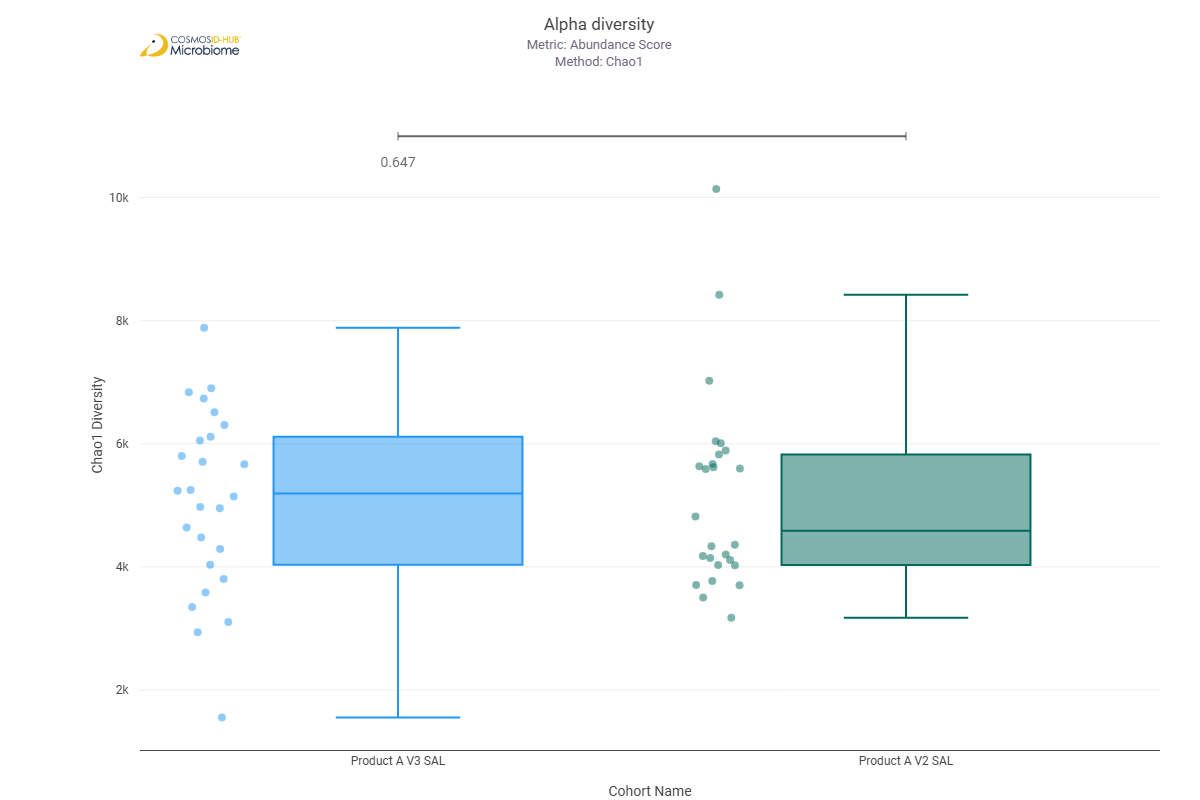 Alpha diversity
Metric: Abundance Score
Method: Chao1
COSMOSID-HUB
Microbiome
0.647
10k
8k
6k
4k
2k
Chao1 Diversity
Product A V3 SAL
Product A V2 SAL
Cohort Name